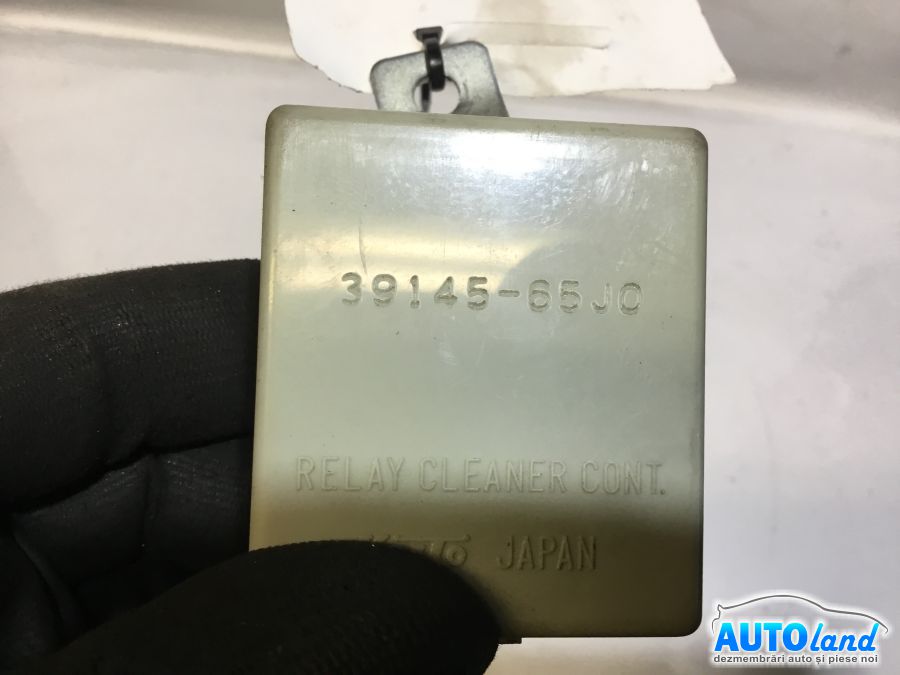 39145-65J0
RELAY CLEANER CONT.
JAPAN
AUTOland
dezmembrări auto și piese noi